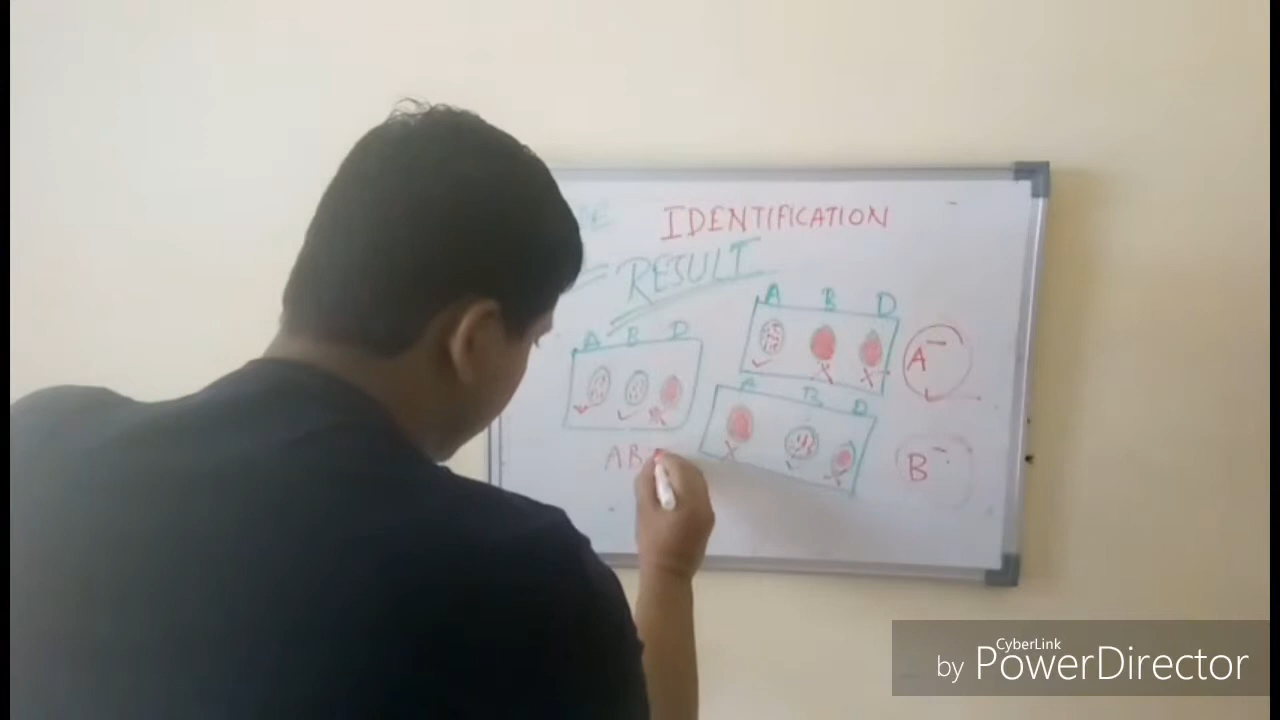 IDENTIFICATION
= RESULT
A B D
A⁻
A B D
AB
A B D
B⁻
CyberLink
by PowerDirector